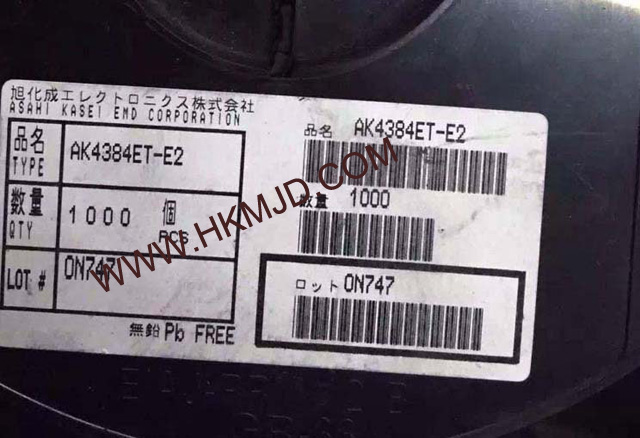 旭化成エレクトロニクス株式会社
ASAHI KASEI EMD CORPORATION
品名 TYPE AK4384ET-E2
数量 QTY 1000 個 PCS
LOT # 0N747
無鉛 Pb FREE
品名 AK4384ET-E2
数量 1000
ロット 0N747
WWW.HKMJD.COM